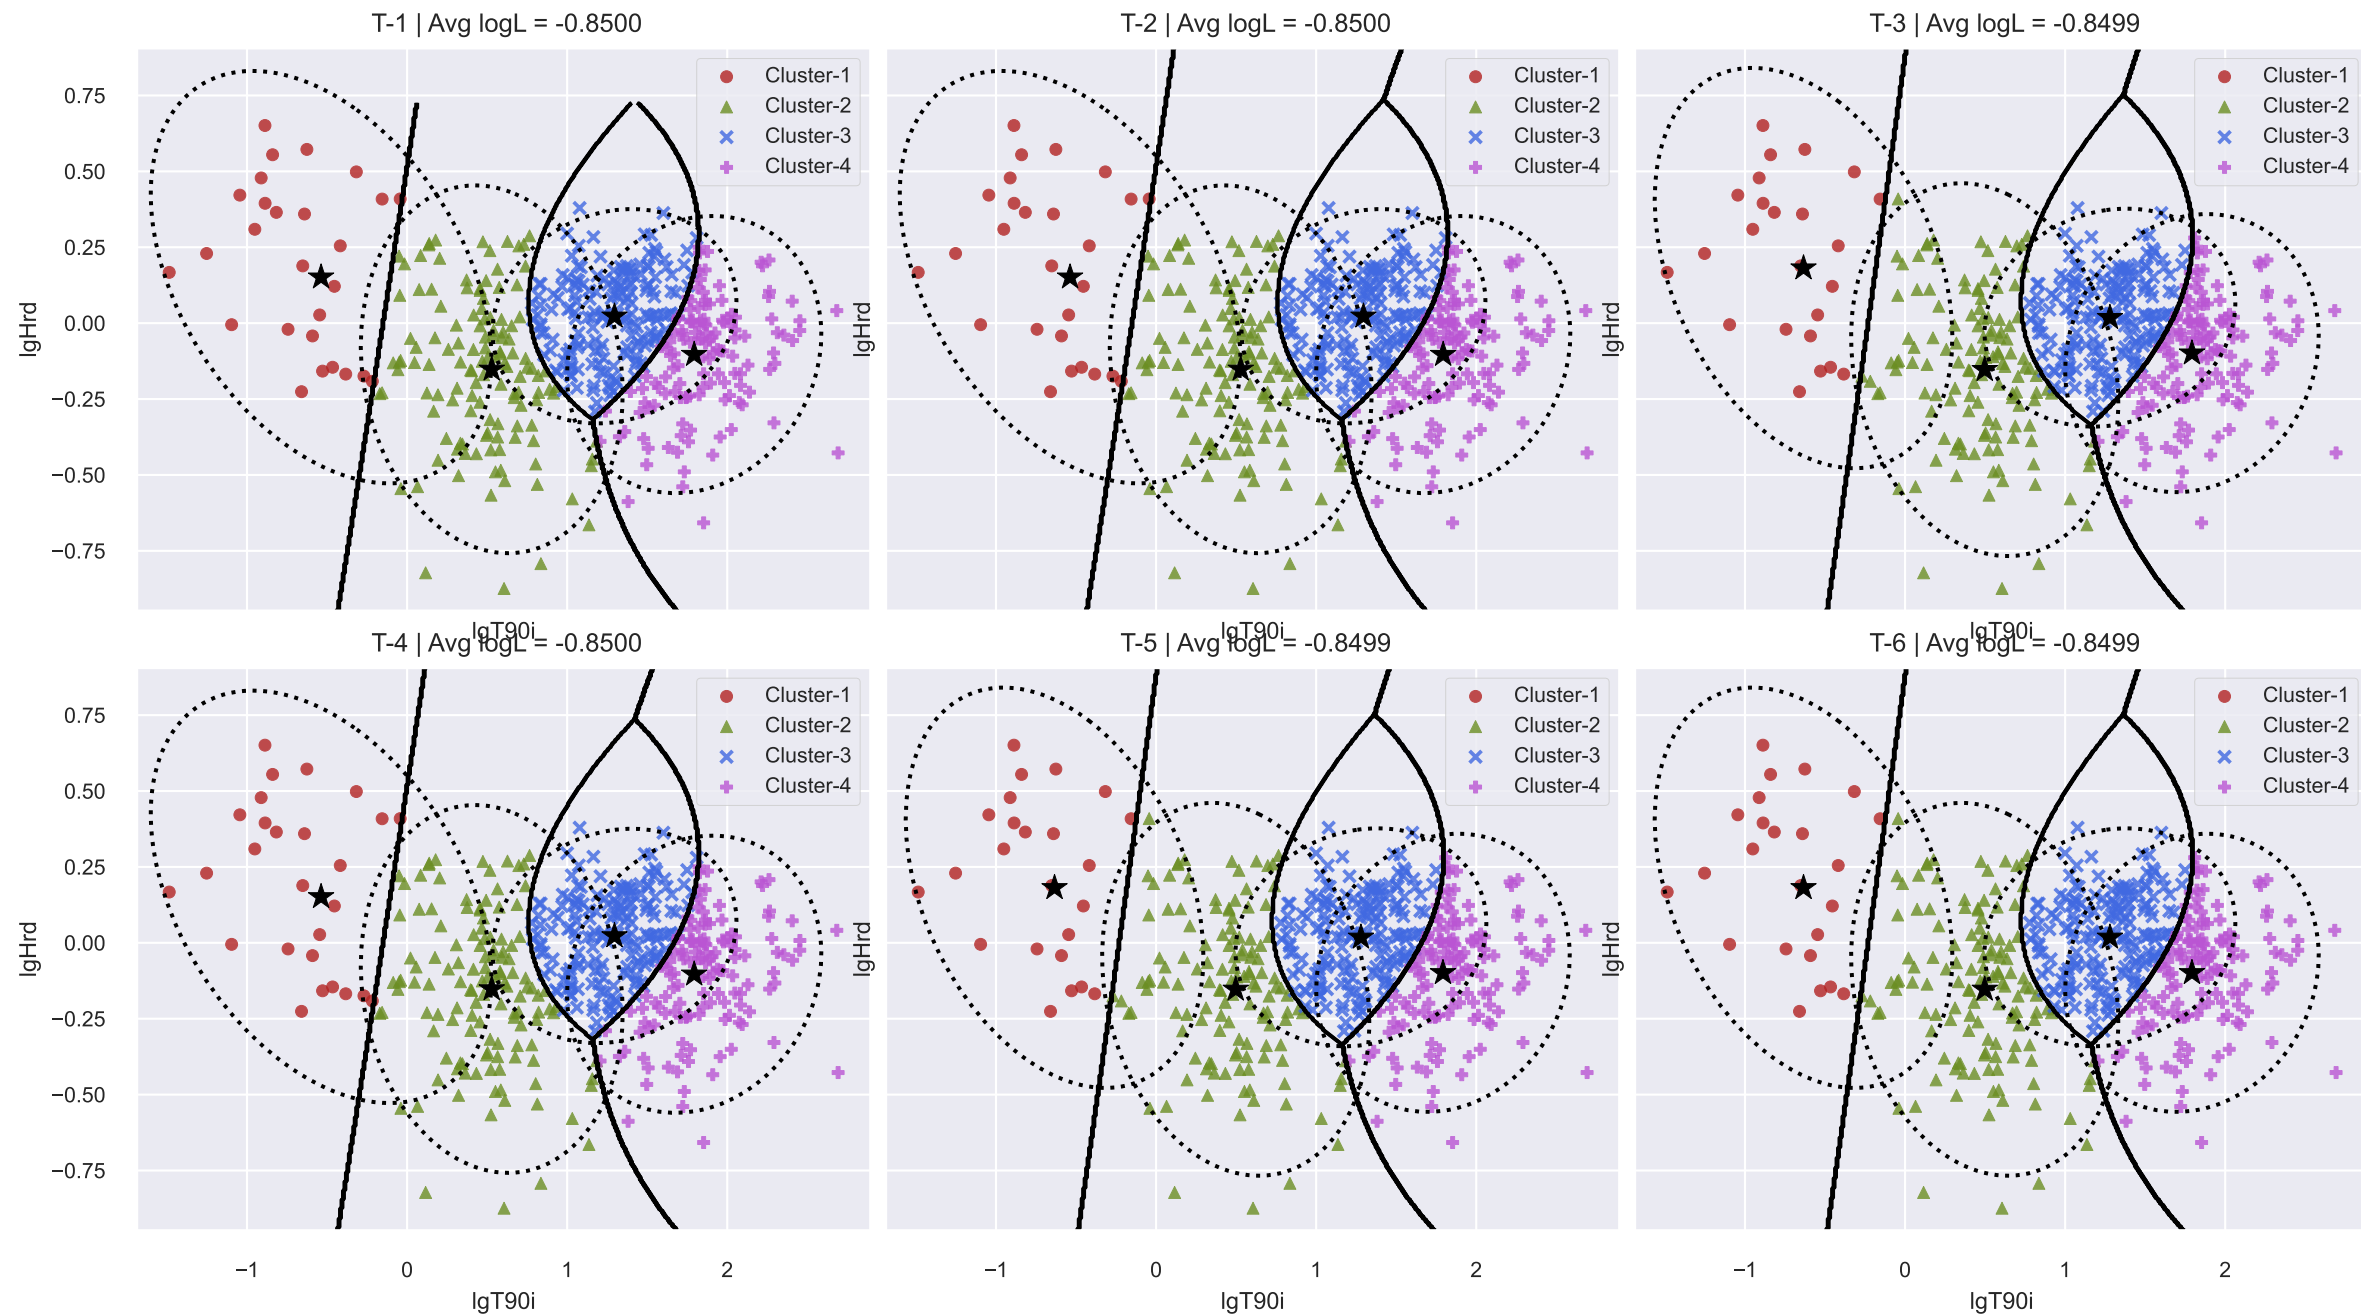 T-1 | Avg logL = -0.8500
T-2 | Avg logL = -0.8500
T-3 | Avg logL = -0.8499
Cluster-1
Cluster-2
Cluster-3
Cluster-4
Cluster-1
Cluster-2
Cluster-3
Cluster-4
Cluster-1
Cluster-2
Cluster-3
Cluster-4
0.75
0.50
0.25
0.00
−0.25
−0.50
−0.75
lgHrd
lgHrd
lgHrd
lgT90i
lgT90i
lgT90i
T-4 | Avg logL = -0.8500
T-5 | Avg logL = -0.8499
T-6 | Avg logL = -0.8499
Cluster-1
Cluster-2
Cluster-3
Cluster-4
Cluster-1
Cluster-2
Cluster-3
Cluster-4
Cluster-1
Cluster-2
Cluster-3
Cluster-4
0.75
0.50
0.25
0.00
−0.25
−0.50
−0.75
lgHrd
lgHrd
lgHrd
−1 0 1 2
−1 0 1 2
−1 0 1 2
lgT90i
lgT90i
lgT90i